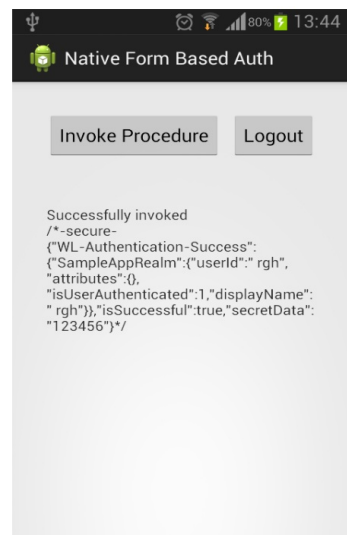 80% 13:44
Native Form Based Auth
Invoke Procedure Logout
Successfully invoked
/*-secure-
{"WL-Authentication-Success":
{"SampleAppRealm":{"userId":" rgh",
"attributes":{},
"isUserAuthenticated":1,"displayName":
" rgh"}},"isSuccessful":true,"secretData":
"123456"}*/